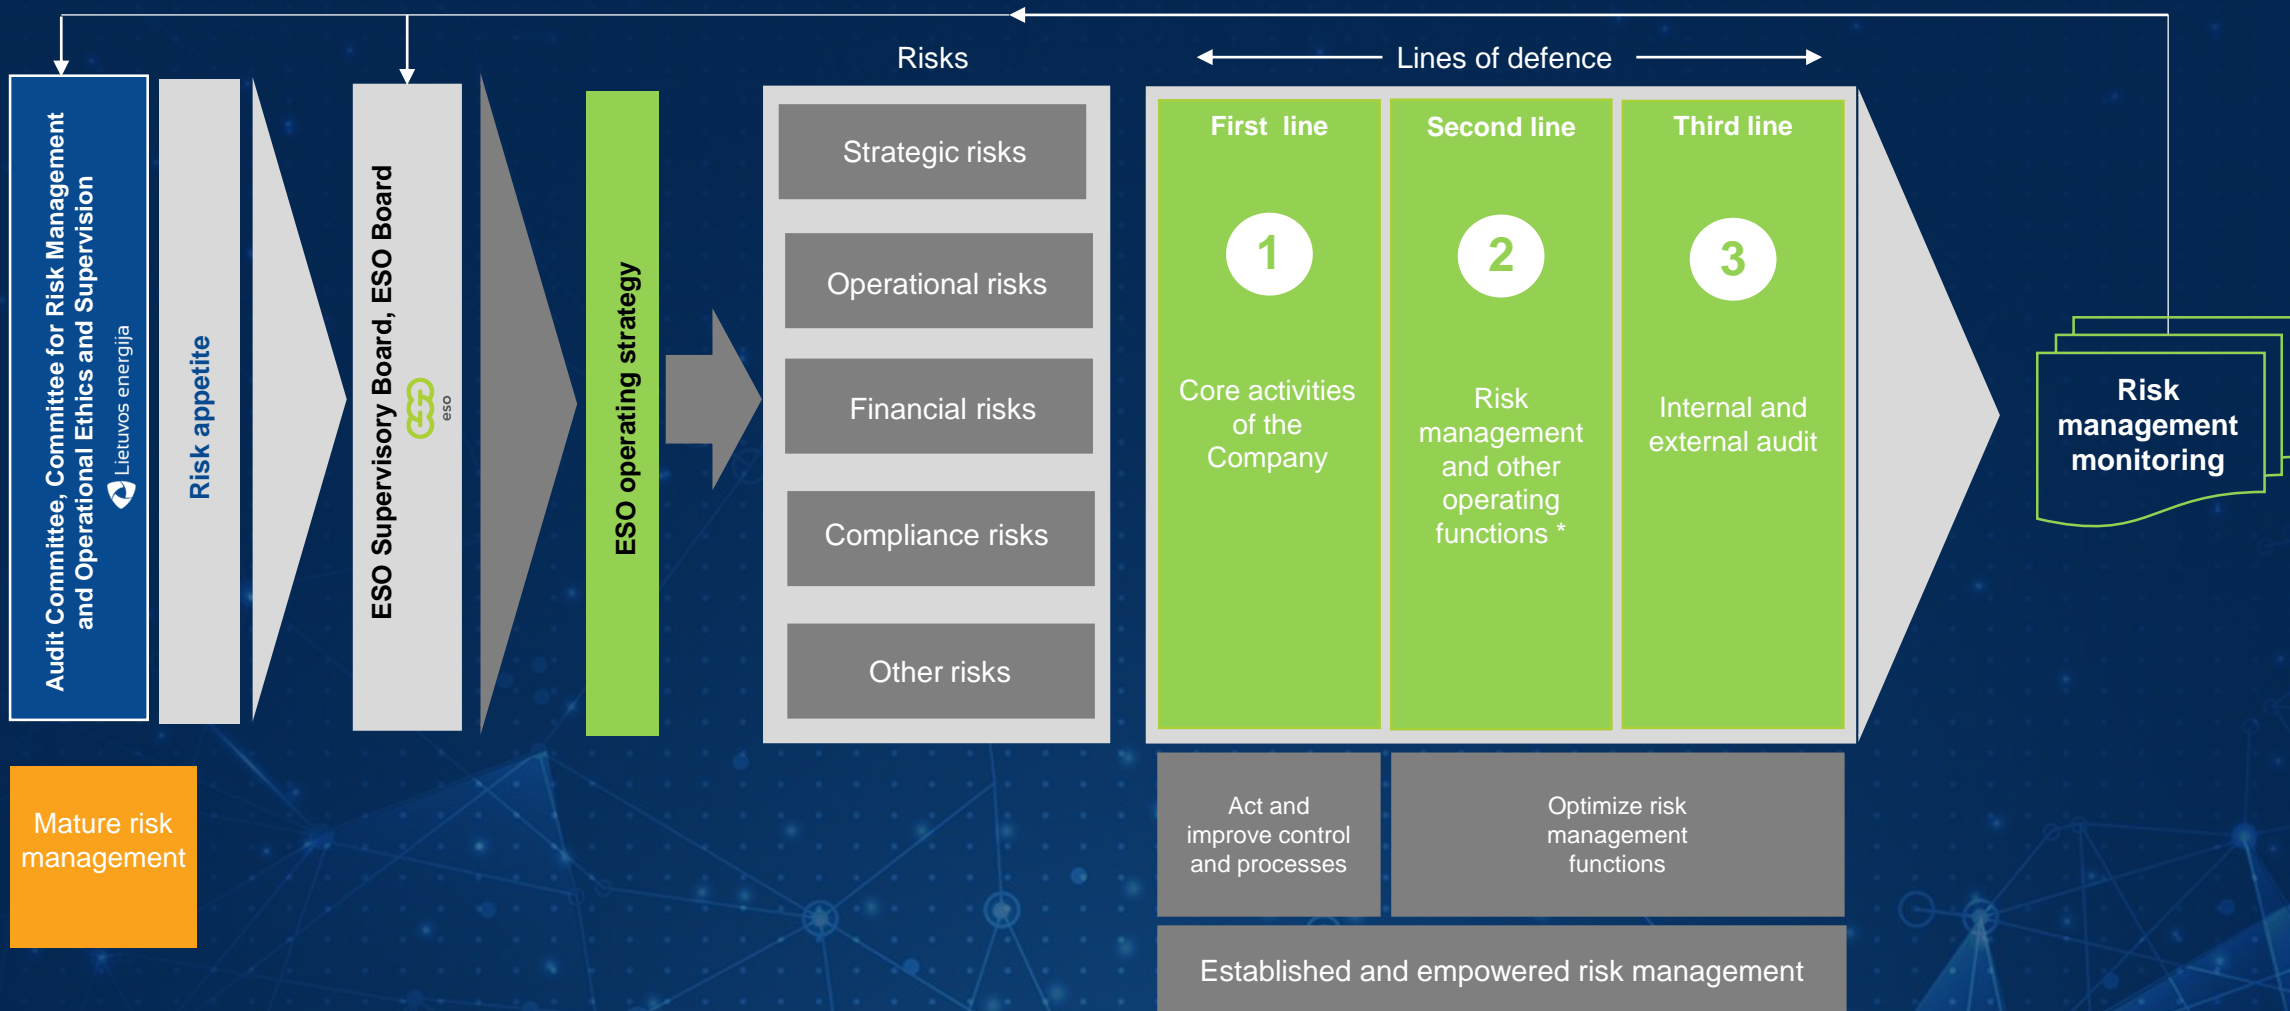 Audit Committee, Committee for Risk Management
and Operational Ethics and Supervision
Lietuvos energija
Risk appetite
ESO Supervisory Board, ESO Board
eso
ESO operating strategy
Risks
Strategic risks
Operational risks
Financial risks
Compliance risks
Other risks
Lines of defence
First line
1
Core activities
of the
Company
Second line
2
Risk
management
and other
operating
functions *
Third line
3
Internal and
external audit
Risk
management
monitoring
Mature risk
management
Act and
improve control
and processes
Optimize risk
management
functions
Established and empowered risk management